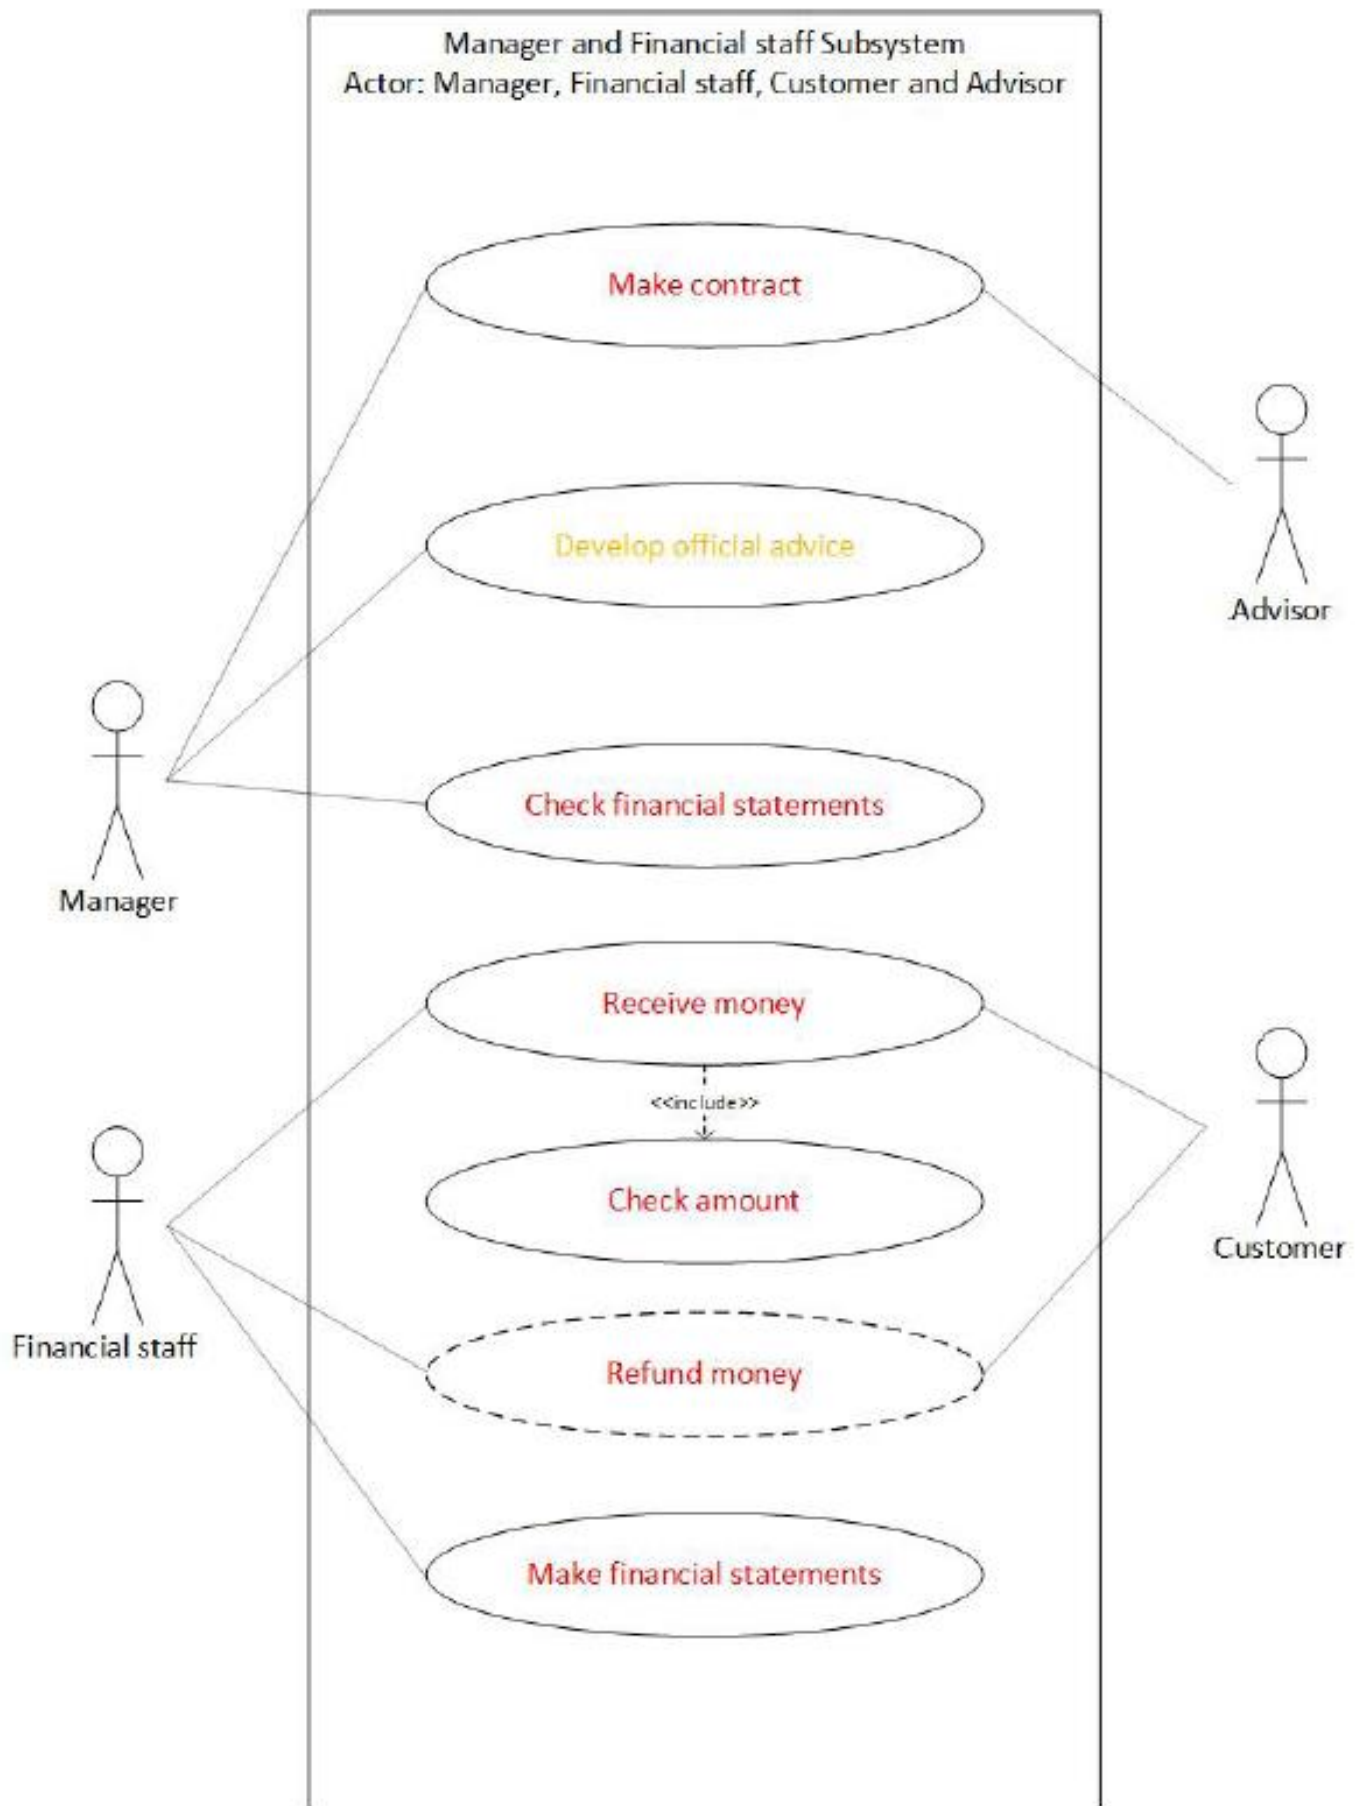 Manager and Financial staff Subsystem
Actor: Manager, Financial staff, Customer and Advisor
Make contract
Develop official advice
Advisor
Check financial statements
Manager
Receive money
<<include>>
Check amount
Customer
Financial staff
Refund money
Make financial statements